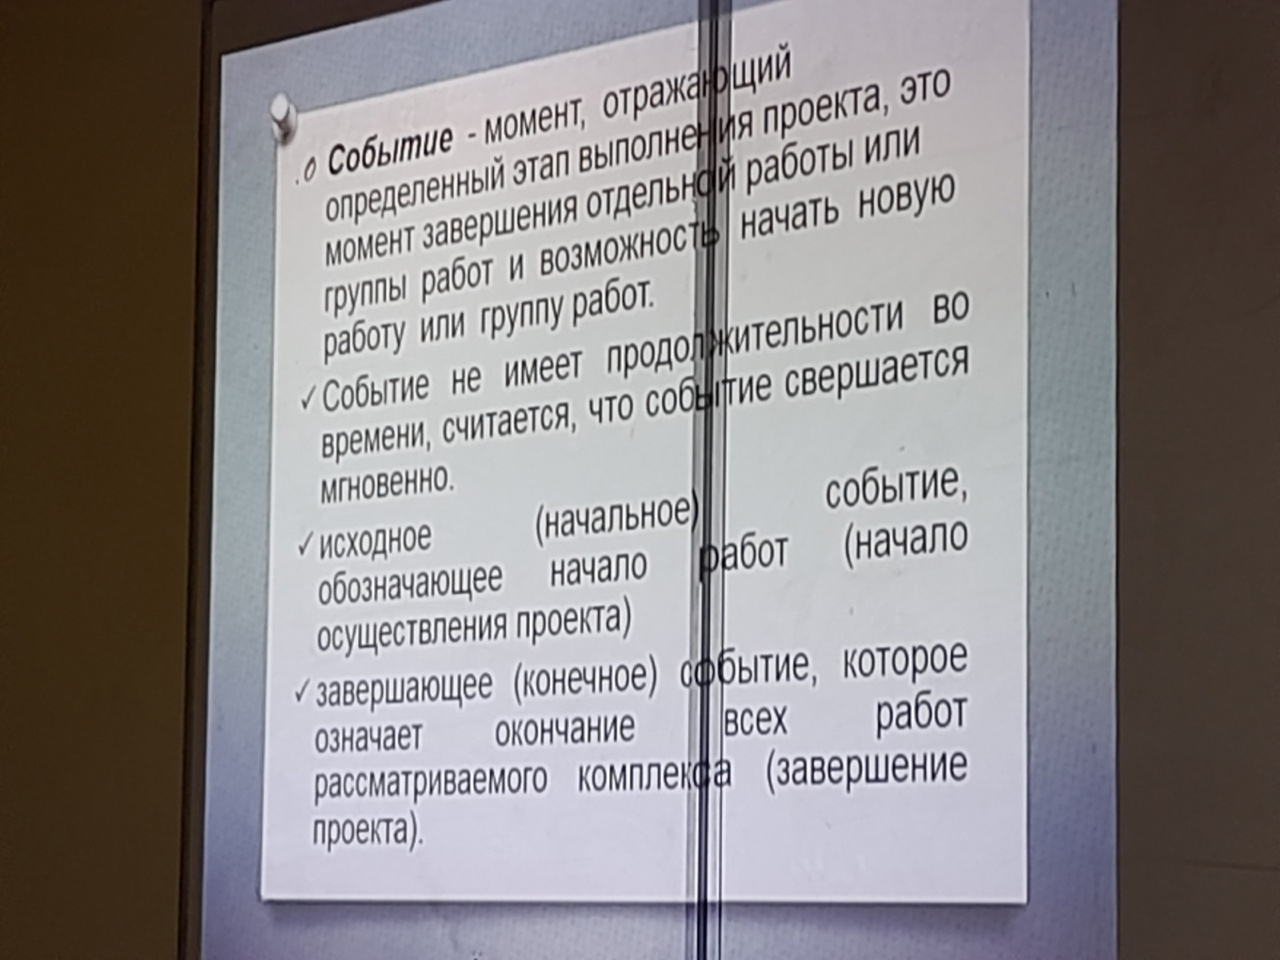 Событие - момент, отражающий
определенный этап выполнения проекта, это
момент завершения отдельной работы или
группы работ и возможность начать новую
работу или группу работ.
✓ Событие не имеет продолжительности во
времени, считается, что событие свершается
мгновенно.
✓ исходное (начальное) событие,
обозначающее начало работ (начало
осуществления проекта)
✓ завершающее (конечное) событие, которое
означает окончание всех работ
рассматриваемого комплекса (завершение
проекта).